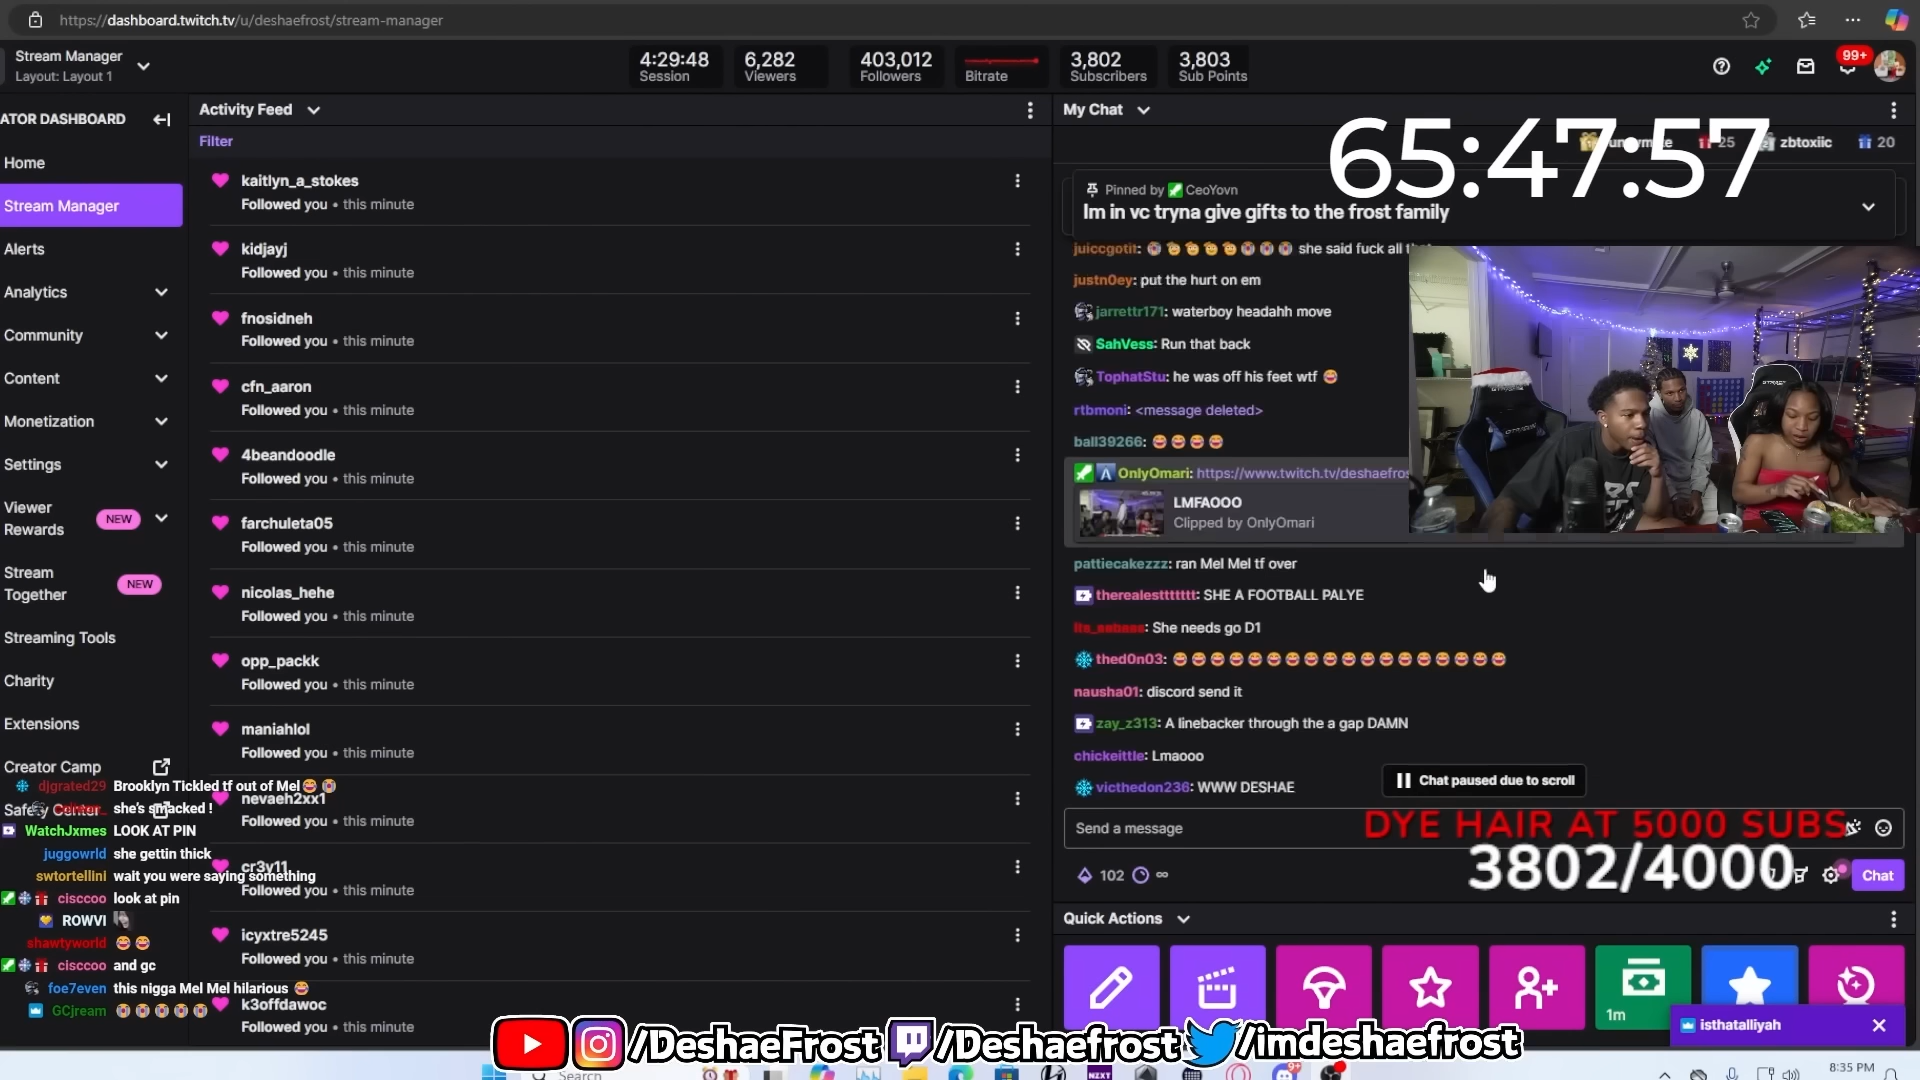 https://dashboard.twitch.tv/u/deshaefrost/stream-manager
Stream Manager
Layout: Layout 1
4:29:48
Session
6,282
Viewers
403,012
Followers
Bitrate
3,802
Subscribers
3,803
Sub Points
99+
ATOR DASHBOARD
Home
Stream Manager
Alerts
Analytics
Community
Content
Monetization
Settings
Viewer
Rewards
NEW
Stream
Together
NEW
Streaming Tools
Charity
Extensions
Creator Camp
Safety Center
djgrated29 Brooklyn Tickled tf out of Mel😂😭
she's smacked !
WatchJxmes LOOK AT PIN
juggowrld she gettin thick
swtortellini wait you were saying something
cisccoo look at pin
ROWVI
shawtyworld 😂😂
cisccoo and gc
foe7even this nigga Mel Mel hilarious 😂
GCjream 😭😭😭😭😭
Activity Feed
Filter
kaitlyn_a_stokes
Followed you • this minute
kidjayj
Followed you • this minute
fnosidneh
Followed you • this minute
cfn_aaron
Followed you • this minute
4beandoodle
Followed you • this minute
farchuleta05
Followed you • this minute
nicolas_hehe
Followed you • this minute
opp_packk
Followed you • this minute
maniahlol
Followed you • this minute
nevaeh2xx1
Followed you • this minute
cr3y11
Followed you • this minute
icyxtre5245
Followed you • this minute
k3offdawoc
Followed you • this minute
My Chat
65:47:57
25
zbtoxiic
20
Pinned by CeoYovn
Im in vc tryna give gifts to the frost family
juiccgotit: she said fuck all
justn0ey: put the hurt on em
jarrettr171: waterboy headahh move
SahVess: Run that back
TophatStu: he was off his feet wtf 😂
rtbmoni: <message deleted>
ball39266: 😂😂😂😂
OnlyOmari: https://www.twitch.tv/deshaefros
LMFAOOO
Clipped by OnlyOmari
pattiecakezzz: ran Mel Mel tf over
therealesttttttt: SHE A FOOTBALL PALYE
She needs go D1
thed0n03: 😂😂😂😂😂😂😂😂😂😂😂😂😂😂😂😂😂😂
nausha01: discord send it
zay_z313: A linebacker through the a gap DAMN
chickeittle: Lmaooo
victhedon236: WWW DESHAE
Chat paused due to scroll
Send a message
DYE HAIR AT 5000 SUBS
3802/4000
102
∞
Chat
Quick Actions
1m
isthatalliyah
/DeshaeFrost
/Deshaefrost
/imdeshaefrost
Search
NZXT
8:35 PM